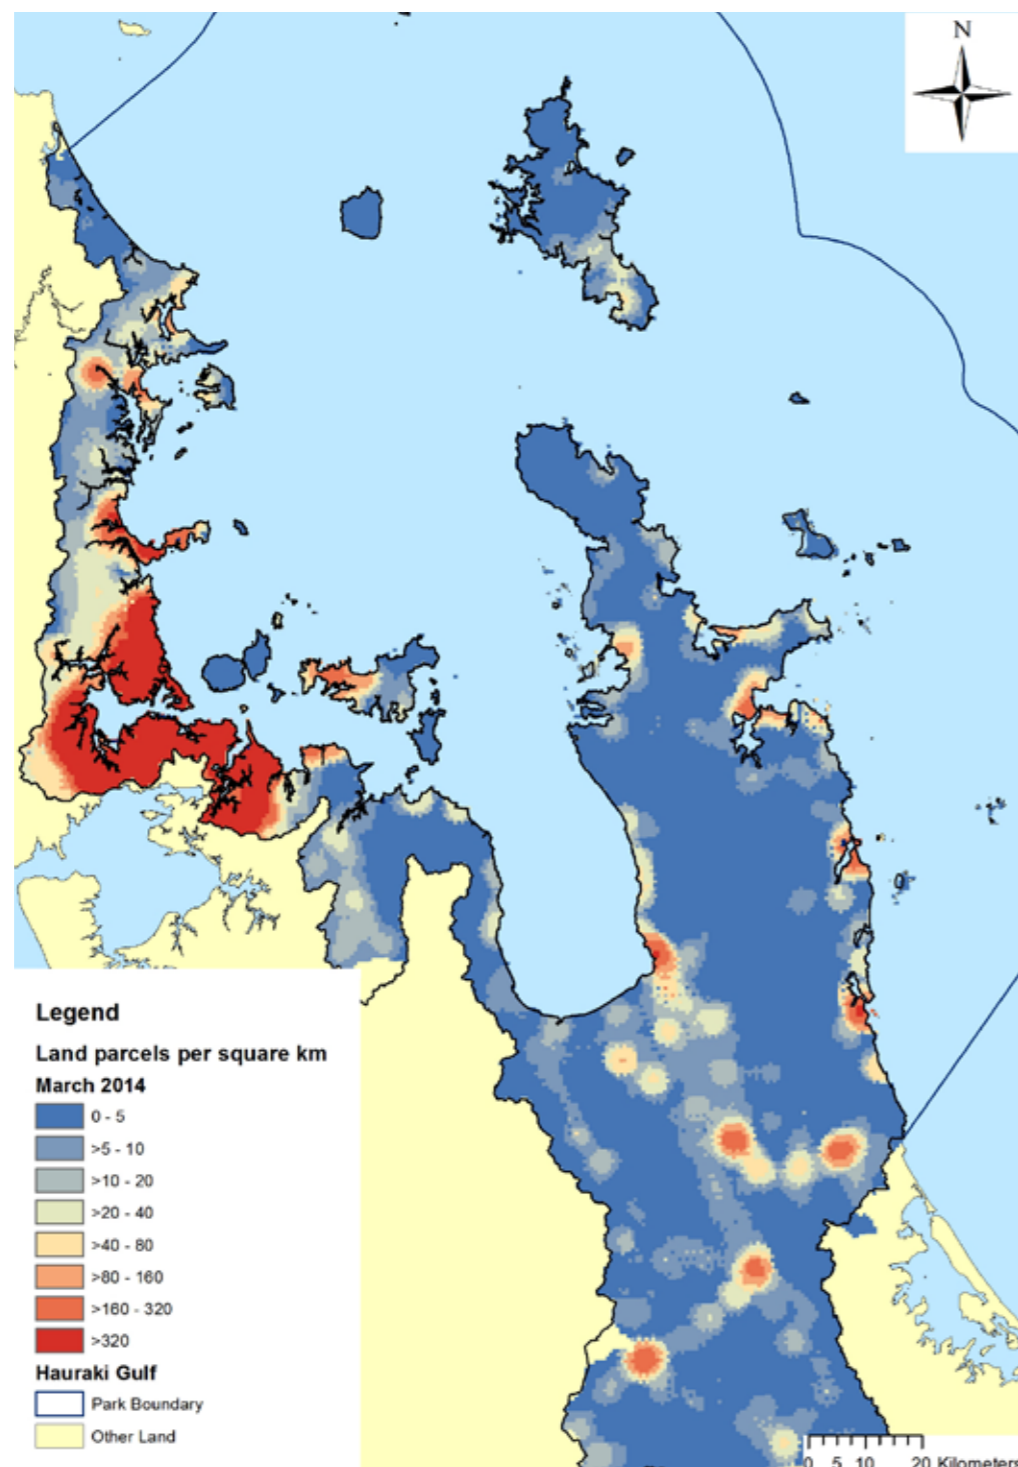 N
Legend
Land parcels per square km
March 2014
0 - 5
>5 - 10
>10 - 20
>20 - 40
>40 - 80
>80 - 160
>160 - 320
>320
Hauraki Gulf
Park Boundary
Other Land
0 5 10 20 Kilometers